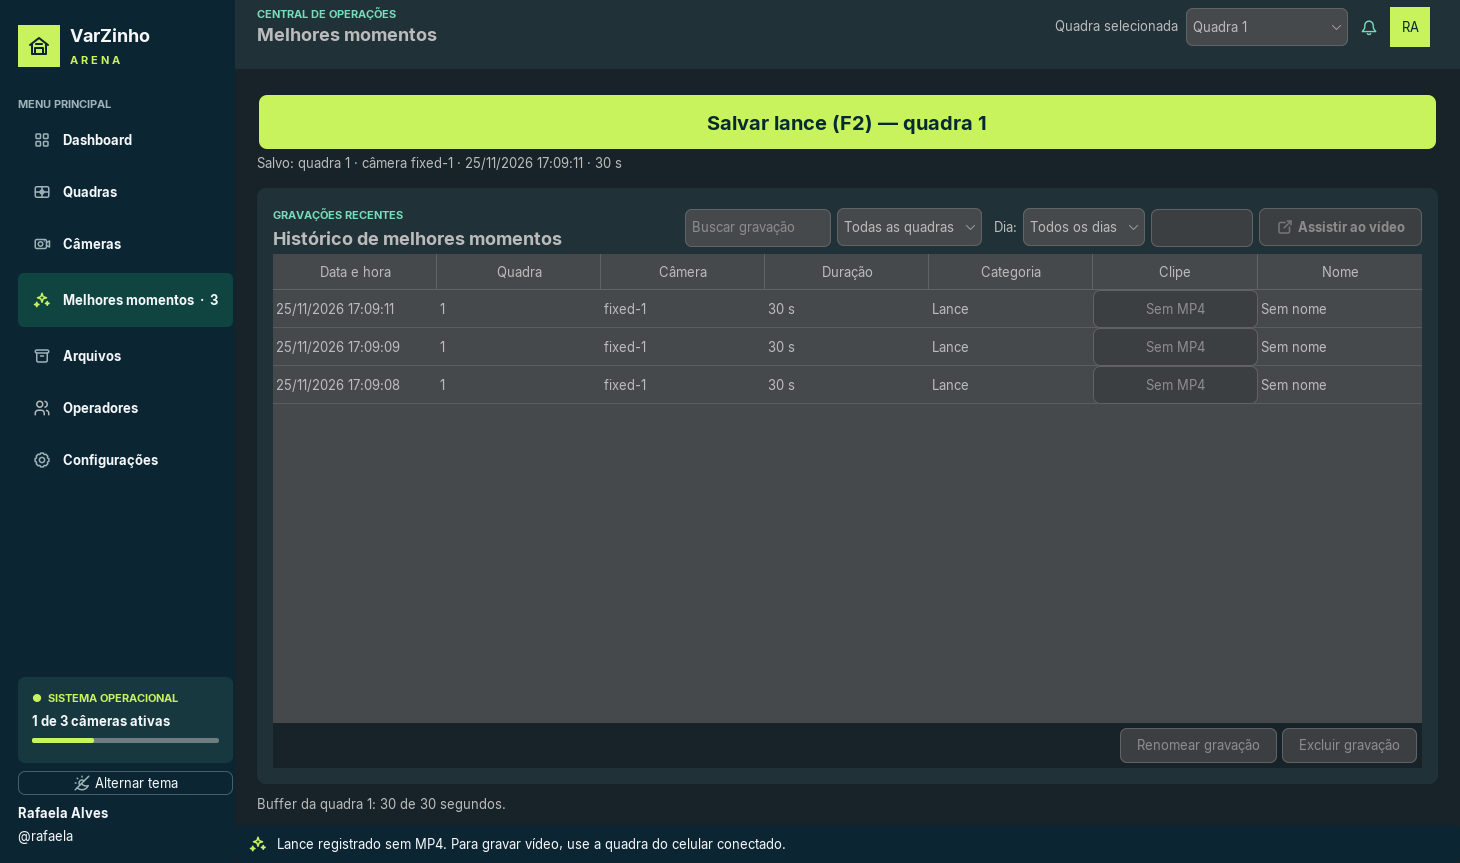 VarZinho
ARENA
MENU PRINCIPAL
Dashboard
Quadras
Câmeras
Melhores momentos · 3
Arquivos
Operadores
Configurações
SISTEMA OPERACIONAL
1 de 3 câmeras ativas
Alternar tema
Rafaela Alves
@rafaela
CENTRAL DE OPERAÇÕES
Melhores momentos
Quadra selecionada
Quadra 1
RA
Salvar lance (F2) — quadra 1
Salvo: quadra 1 · câmera fixed-1 · 25/11/2026 17:09:11 · 30 s
GRAVAÇÕES RECENTES
Histórico de melhores momentos
Buscar gravação
Todas as quadras
Dia:
Todos os dias
Assistir ao vídeo
Data e hora Quadra Câmera Duração Categoria Clipe Nome
25/11/2026 17:09:11 1 fixed-1 30 s Lance Sem MP4 Sem nome
25/11/2026 17:09:09 1 fixed-1 30 s Lance Sem MP4 Sem nome
25/11/2026 17:09:08 1 fixed-1 30 s Lance Sem MP4 Sem nome
Renomear gravação
Excluir gravação
Buffer da quadra 1: 30 de 30 segundos.
Lance registrado sem MP4. Para gravar vídeo, use a quadra do celular conectado.